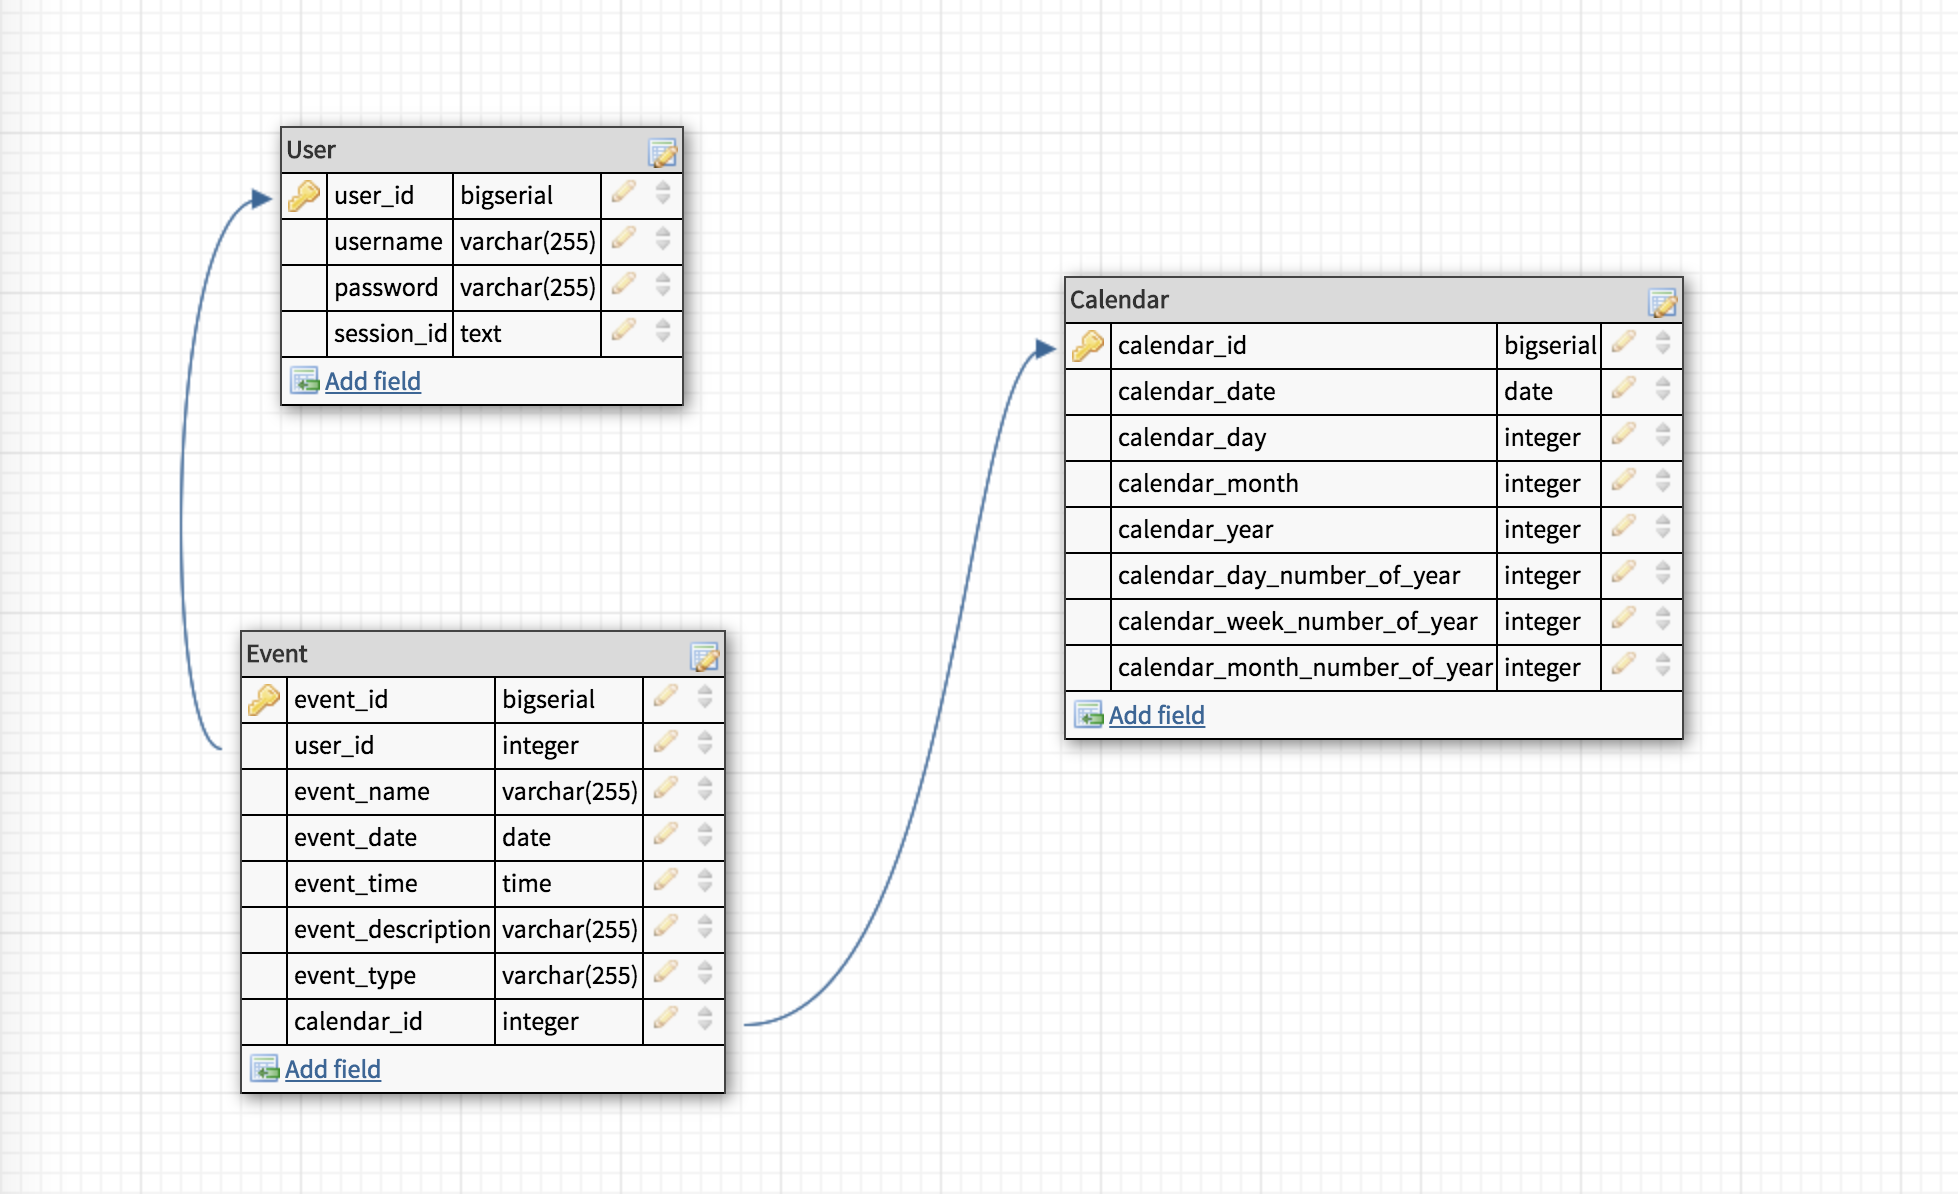 User
user_id bigserial
username varchar(255)
password varchar(255)
session_id text
Add field
Calendar
calendar_id bigserial
calendar_date date
calendar_day integer
calendar_month integer
calendar_year integer
calendar_day_number_of_year integer
calendar_week_number_of_year integer
calendar_month_number_of_year integer
Add field
Event
event_id bigserial
user_id integer
event_name varchar(255)
event_date date
event_time time
event_description varchar(255)
event_type varchar(255)
calendar_id integer
Add field